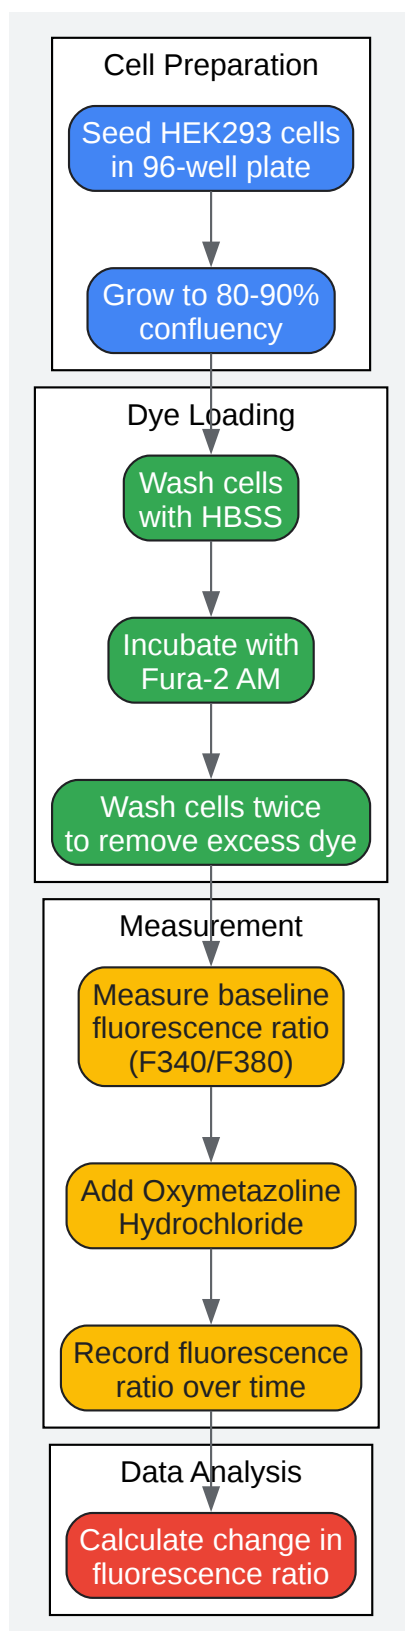 Cell Preparation
Seed HEK293 cells
in 96-well plate
Grow to 80-90%
confluency
Dye Loading
Wash cells
with HBSS
Incubate with
Fura-2 AM
Wash cells twice
to remove excess dye
Measurement
Measure baseline
fluorescence ratio
(F340/F380)
Add Oxymetazoline
Hydrochloride
Record fluorescence
ratio over time
Data Analysis
Calculate change in
fluorescence ratio